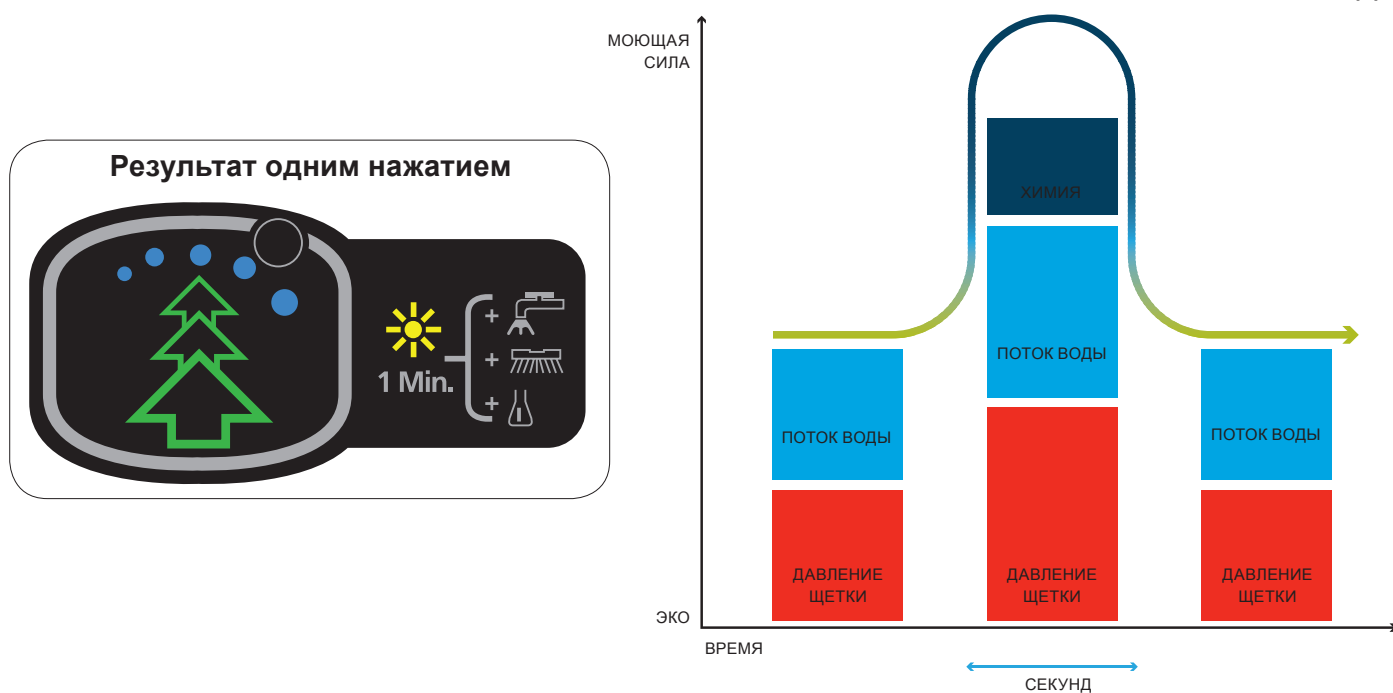 Результат одним нажатием
1 Min.
+
+
+
МОЮЩАЯ
СИЛА
ХИМИЯ
ПОТОК ВОДЫ
ПОТОК ВОДЫ
ПОТОК ВОДЫ
ДАВЛЕНИЕ
ЩЕТКИ
ДАВЛЕНИЕ
ЩЕТКИ
ДАВЛЕНИЕ
ЩЕТКИ
ЭКО
ВРЕМЯ
СЕКУНД